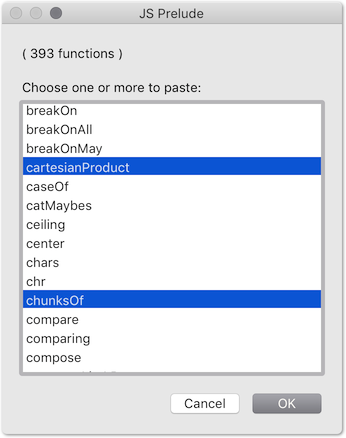 JS Prelude
( 393 functions )
Choose one or more to paste:
breakOn
breakOnAll
breakOnMay
cartesianProduct
caseOf
catMaybes
ceiling
center
chars
chr
chunksOf
compare
comparing
compose
Cancel
OK